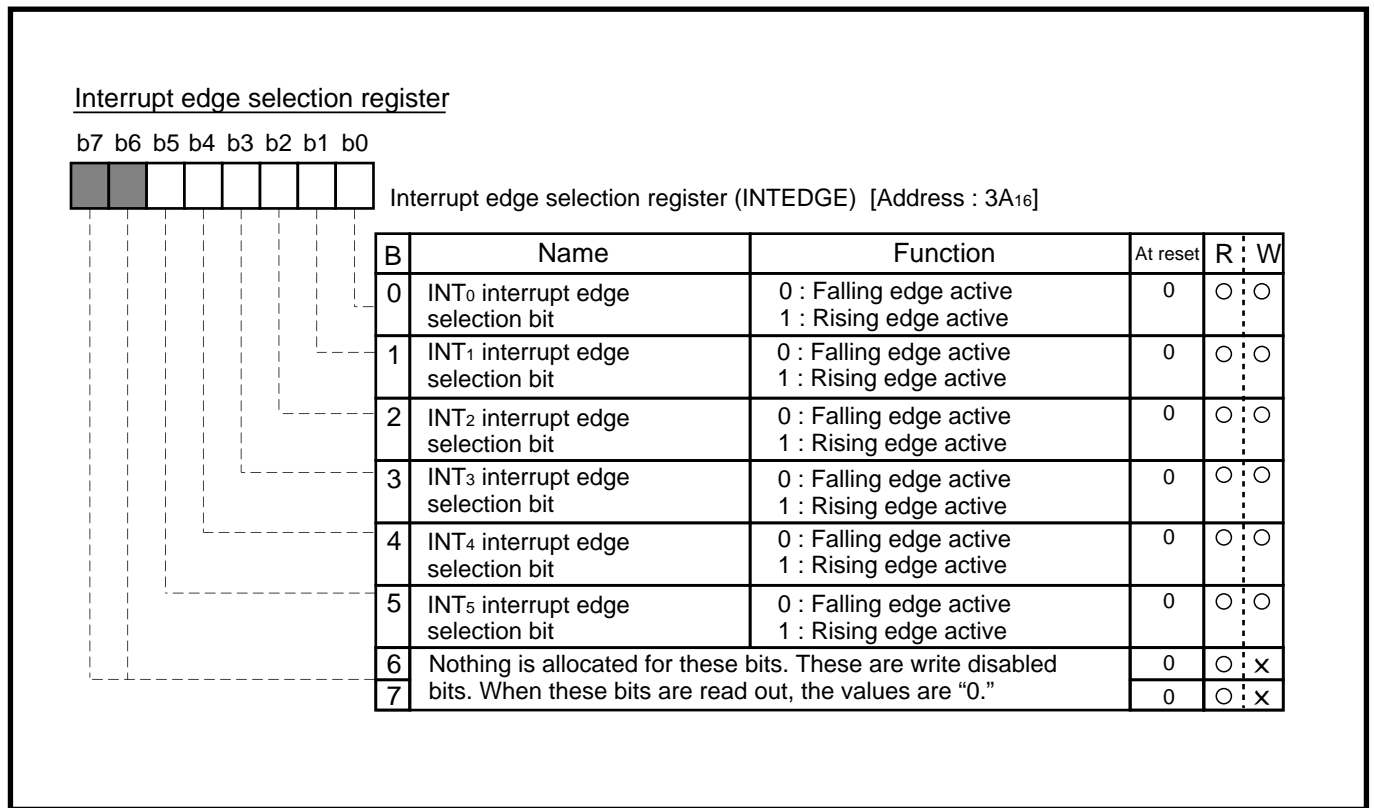 Interrupt edge selection register
b7 b6 b5 b4 b3 b2 b1 b0
Interrupt edge selection register (INTEDGE) [Address : 3A16]
B Name Function At reset R W
0 INT0 interrupt edge 0 : Falling edge active 0 ○ ○
selection bit 1 : Rising edge active
1 INT1 interrupt edge 0 : Falling edge active 0 ○ ○
selection bit 1 : Rising edge active
2 INT2 interrupt edge 0 : Falling edge active 0 ○ ○
selection bit 1 : Rising edge active
3 INT3 interrupt edge 0 : Falling edge active 0 ○ ○
selection bit 1 : Rising edge active
4 INT4 interrupt edge 0 : Falling edge active 0 ○ ○
selection bit 1 : Rising edge active
5 INT5 interrupt edge 0 : Falling edge active 0 ○ ○
selection bit 1 : Rising edge active
6 Nothing is allocated for these bits. These are write disabled 0 ○ ×
7 bits. When these bits are read out, the values are “0.” 0 ○ ×